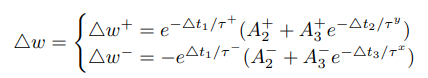 △w = { △w⁺ = e^{−△t₁/τ⁺}(A₂⁺ + A₃⁺e^{−△t₂/τ^y})
△w⁻ = −e^{△t₁/τ⁻}(A₂⁻ + A₃⁻e^{−△t₃/τ^x})